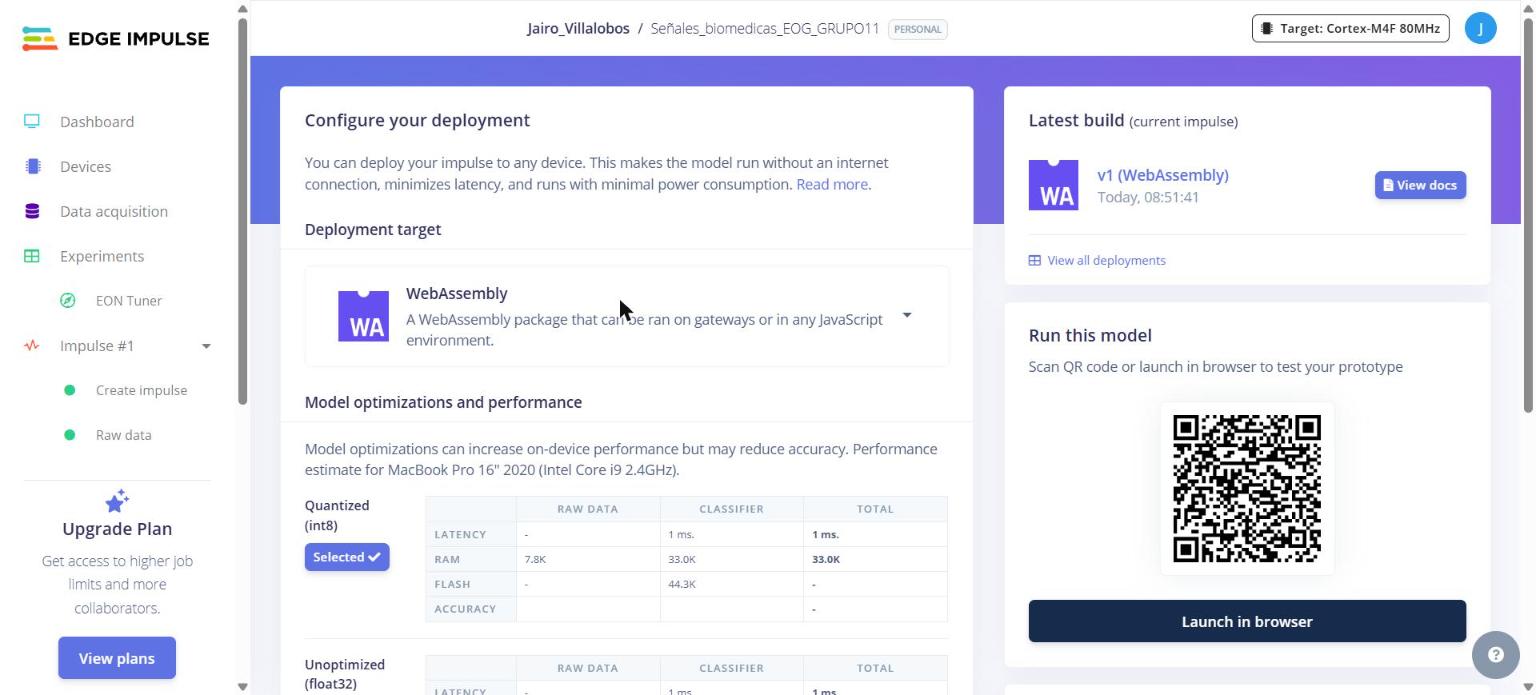 EDGE IMPULSE
Dashboard
Devices
Data acquisition
Experiments
EON Tuner
Impulse #1
Create impulse
Raw data
Upgrade Plan
Get access to higher job
limits and more
collaborators.
View plans
Jairo_Villalobos / Señales_biomedicas_EOG_GRUPO11 PERSONAL
Target: Cortex-M4F 80MHz
J
Configure your deployment
You can deploy your impulse to any device. This makes the model run without an internet
connection, minimizes latency, and runs with minimal power consumption. Read more.
Deployment target
WA
WebAssembly
A WebAssembly package that can be ran on gateways or in any JavaScript
environment.
Model optimizations and performance
Model optimizations can increase on-device performance but may reduce accuracy. Performance
estimate for MacBook Pro 16" 2020 (Intel Core i9 2.4GHz).
Quantized
(int8)
Selected
RAW DATA CLASSIFIER TOTAL
LATENCY - 1 ms. 1 ms.
RAM 7.8K 33.0K 33.0K
FLASH - 44.3K -
ACCURACY -
Unoptimized
(float32)
RAW DATA CLASSIFIER TOTAL
LATENCY - 1 ms. 1 ms.
Latest build (current impulse)
WA
v1 (WebAssembly)
Today, 08:51:41
View docs
View all deployments
Run this model
Scan QR code or launch in browser to test your prototype
Launch in browser
?